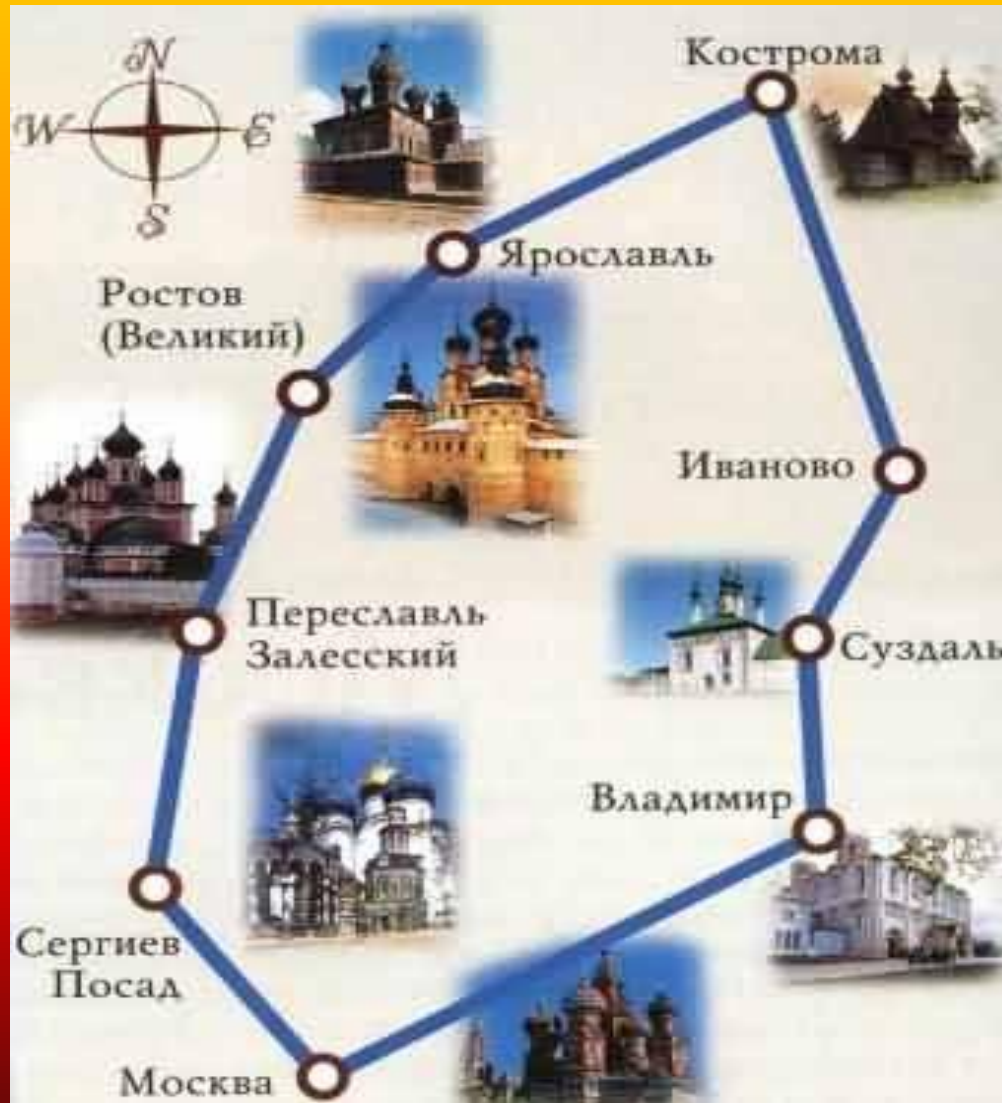 N
W
E
S
Кострома
Ярославль
Ростов
(Великий)
Иваново
Переславль
Залесский
Суздаль
Владимир
Сергиев
Посад
Москва